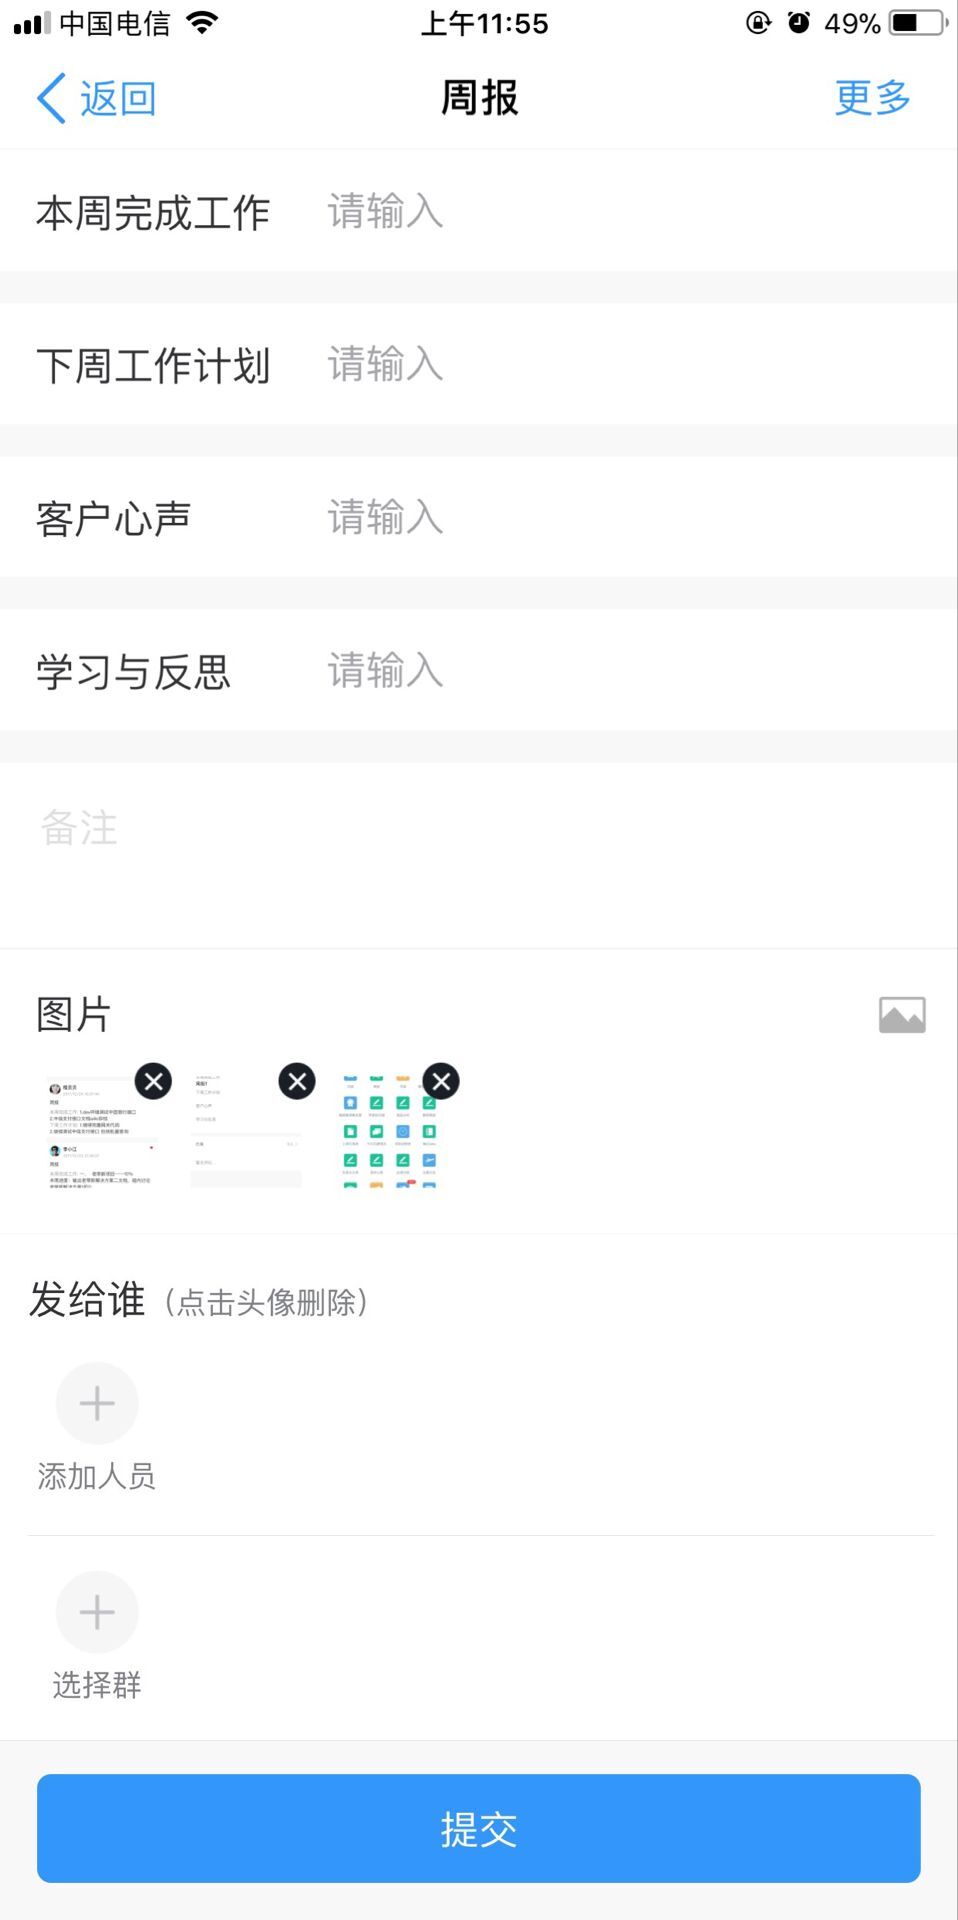 中国电信
上午11:55
49%
返回
周报
更多
本周完成工作 请输入
下周工作计划 请输入
客户心声 请输入
学习与反思 请输入
备注
图片
发给谁（点击头像删除）
添加人员
选择群
提交